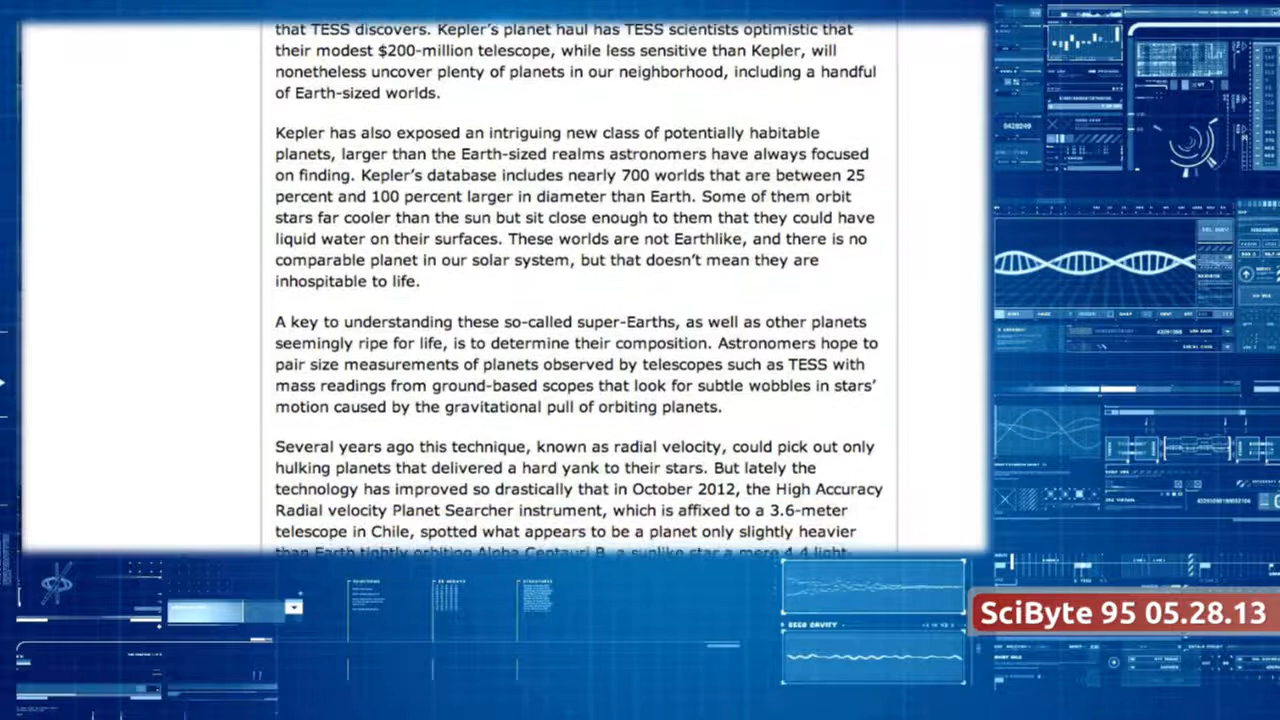 that TESS discovers. Kepler's planet haul has TESS scientists optimistic that
their modest $200-million telescope, while less sensitive than Kepler, will
nonetheless uncover plenty of planets in our neighborhood, including a handful
of Earth-sized worlds.
Kepler has also exposed an intriguing new class of potentially habitable
planets, larger than the Earth-sized realms astronomers have always focused
on finding. Kepler's database includes nearly 700 worlds that are between 25
percent and 100 percent larger in diameter than Earth. Some of them orbit
stars far cooler than the sun but sit close enough to them that they could have
liquid water on their surfaces. These worlds are not Earthlike, and there is no
comparable planet in our solar system, but that doesn't mean they are
inhospitable to life.
A key to understanding these so-called super-Earths, as well as other planets
seemingly ripe for life, is to determine their composition. Astronomers hope to
pair size measurements of planets observed by telescopes such as TESS with
mass readings from ground-based scopes that look for subtle wobbles in stars'
motion caused by the gravitational pull of orbiting planets.
Several years ago this technique, known as radial velocity, could pick out only
hulking planets that delivered a hard yank to their stars. But lately the
technology has improved so drastically that in October 2012, the High Accuracy
Radial velocity Planet Searcher instrument, which is affixed to a 3.6-meter
telescope in Chile, spotted what appears to be a planet only slightly heavier
than Earth tightly orbiting Alpha Centauri B, a sunlike star a mere 4.4 light
SciByte 95 05.28.13